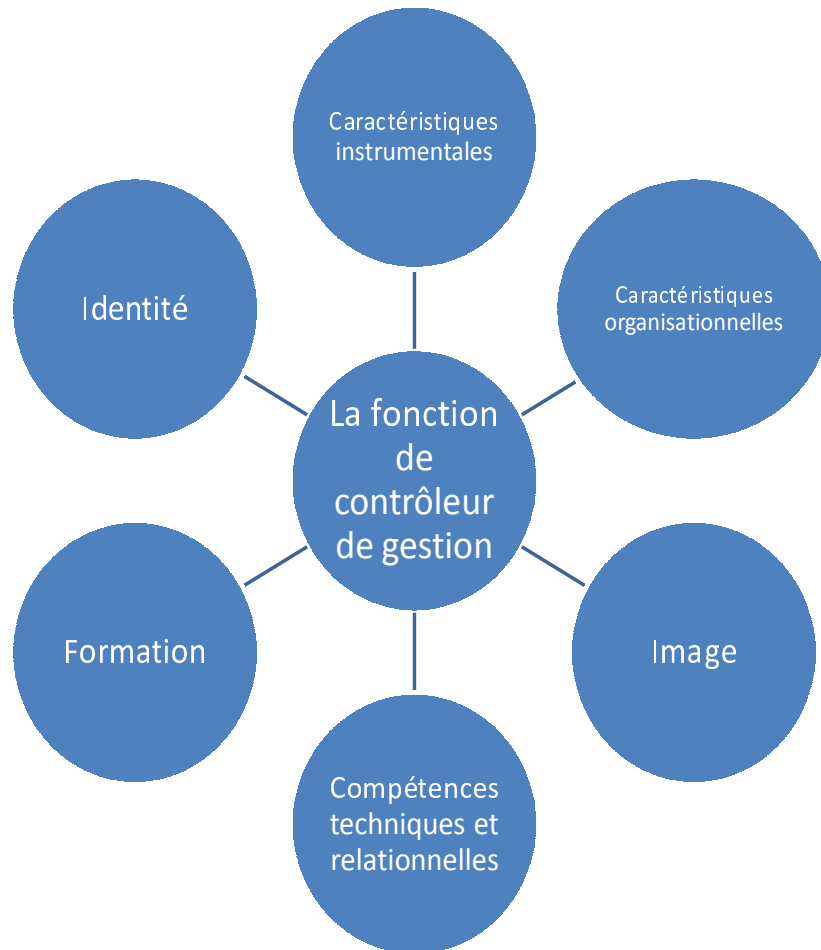 Caractéristiques
instrumentales
Identité
Caractéristiques
organisationnelles
La fonction
de
contrôleur
de gestion
Formation
Image
Compétences
techniques et
relationnelles